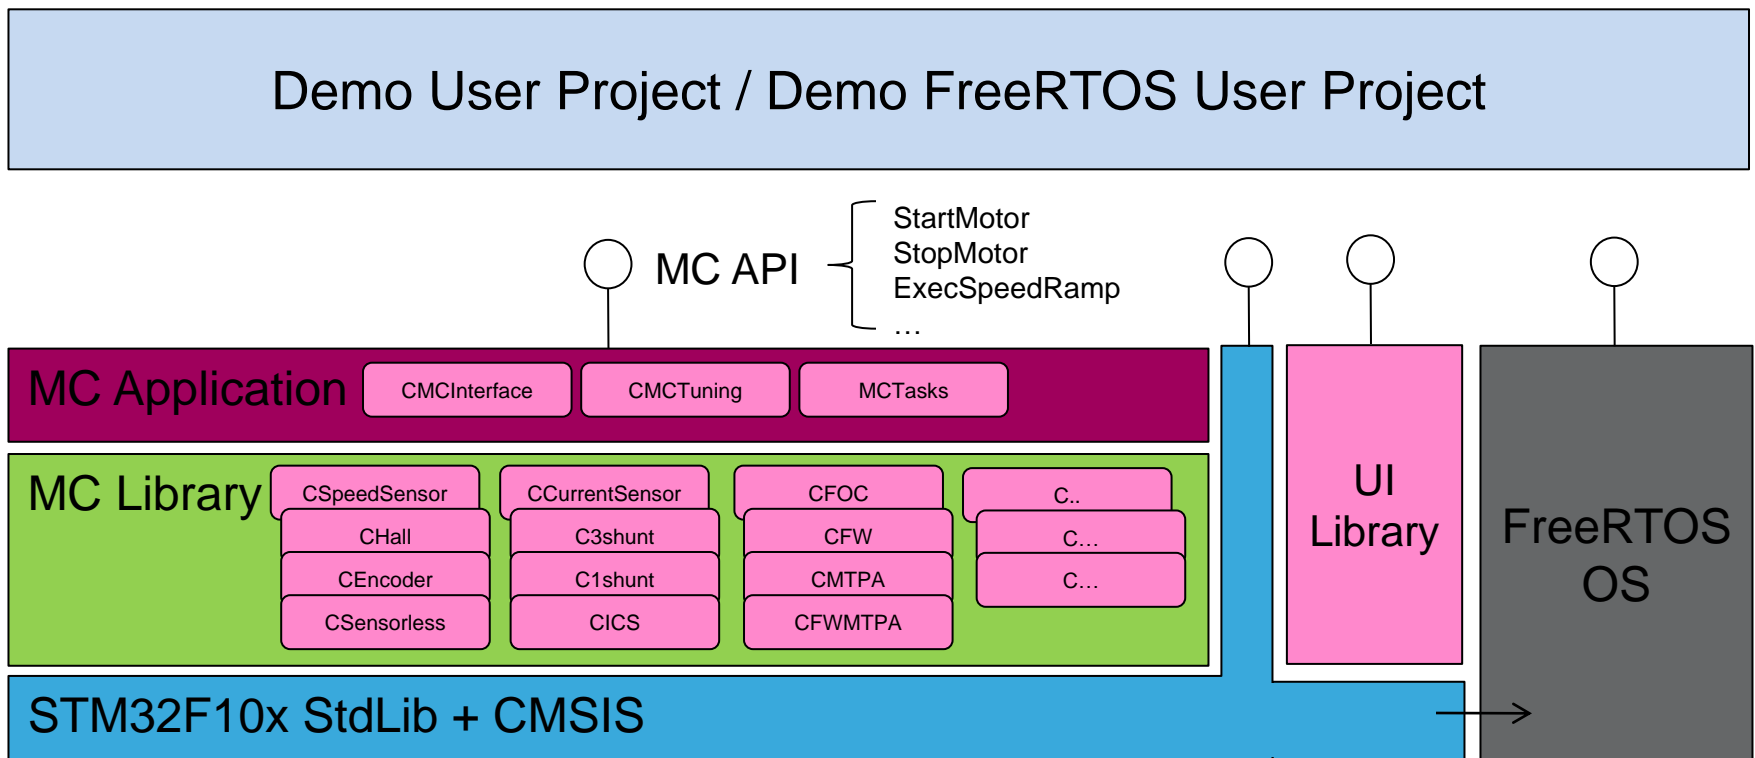 Demo User Project / Demo FreeRTOS User Project
MC API
StartMotor
StopMotor
ExecSpeedRamp
…
MC Application
CMCInterface
CMCTuning
MCTasks
MC Library
CSpeedSensor
CHall
CEncoder
CSensorless
CCurrentSensor
C3shunt
C1shunt
CICS
CFOC
CFW
CMTPA
CFWMTPA
C..
C…
C…
UI
Library
FreeRTOS
OS
STM32F10x StdLib + CMSIS